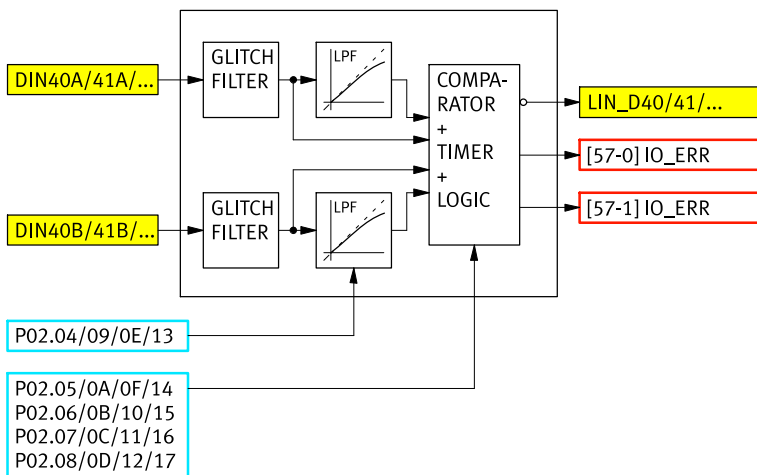 DIN40A/41A/...
GLITCH
FILTER
LPF
COMPA-
RATOR
+
TIMER
+
LOGIC
LIN_D40/41/...
[57-0] IO_ERR
[57-1] IO_ERR
DIN40B/41B/...
GLITCH
FILTER
LPF
P02.04/09/0E/13
P02.05/0A/0F/14
P02.06/0B/10/15
P02.07/0C/11/16
P02.08/0D/12/17